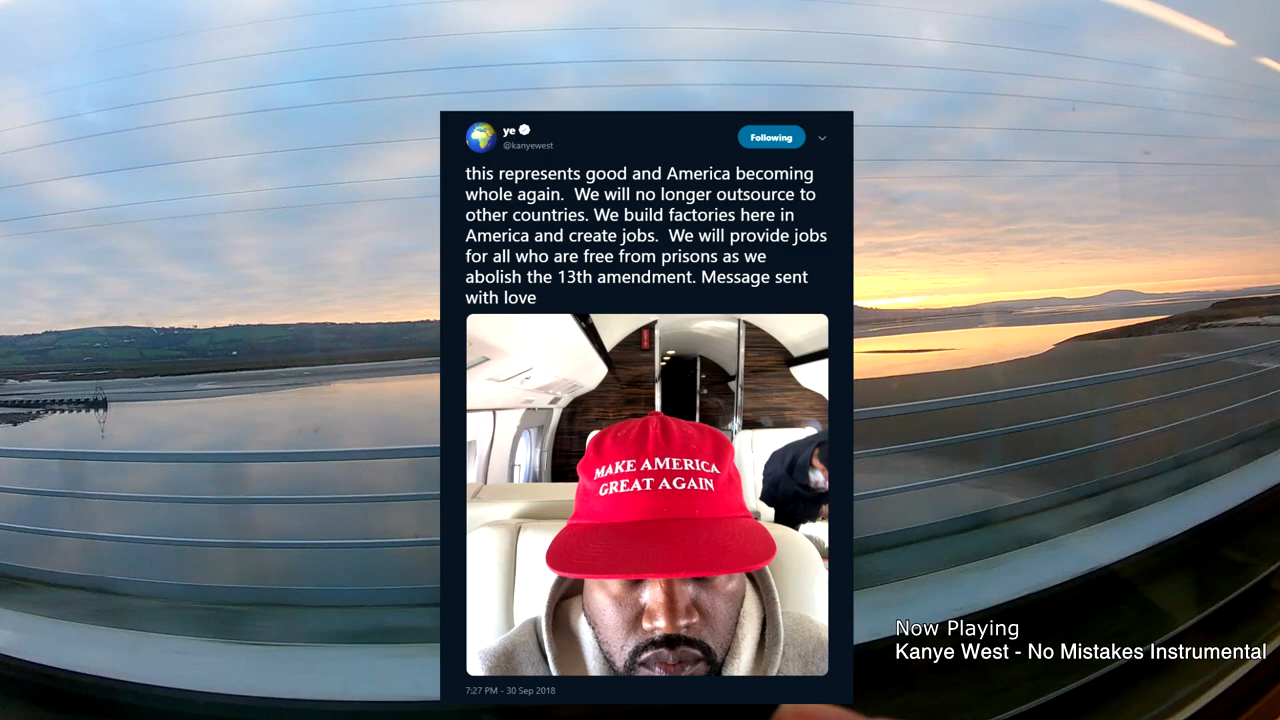 ye
@kanyewest
Following
this represents good and America becoming
whole again. We will no longer outsource to
other countries. We build factories here in
America and create jobs. We will provide jobs
for all who are free from prisons as we
abolish the 13th amendment. Message sent
with love
MAKE AMERICA
GREAT AGAIN
7:27 PM - 30 Sep 2018
Now Playing
Kanye West - No Mistakes Instrumental